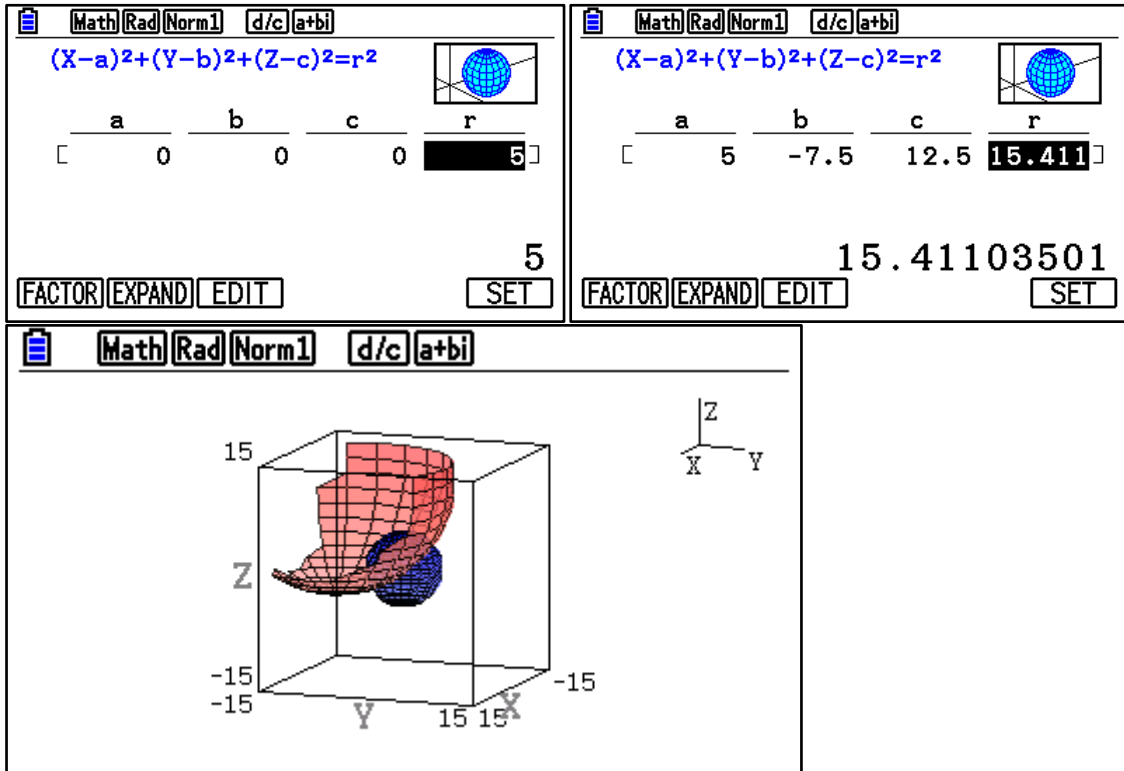 Math Rad Norm1 d/c a+bi
(X-a)²+(Y-b)²+(Z-c)²=r²
a b c r
[ 0 0 0 5 ]
5
FACTOR EXPAND EDIT SET
Math Rad Norm1 d/c a+bi
(X-a)²+(Y-b)²+(Z-c)²=r²
a b c r
[ 5 -7.5 12.5 15.411 ]
15.41103501
FACTOR EXPAND EDIT SET
Math Rad Norm1 d/c a+bi
Z
X Y
15
Z
-15
-15
Y
15 15
X
-15